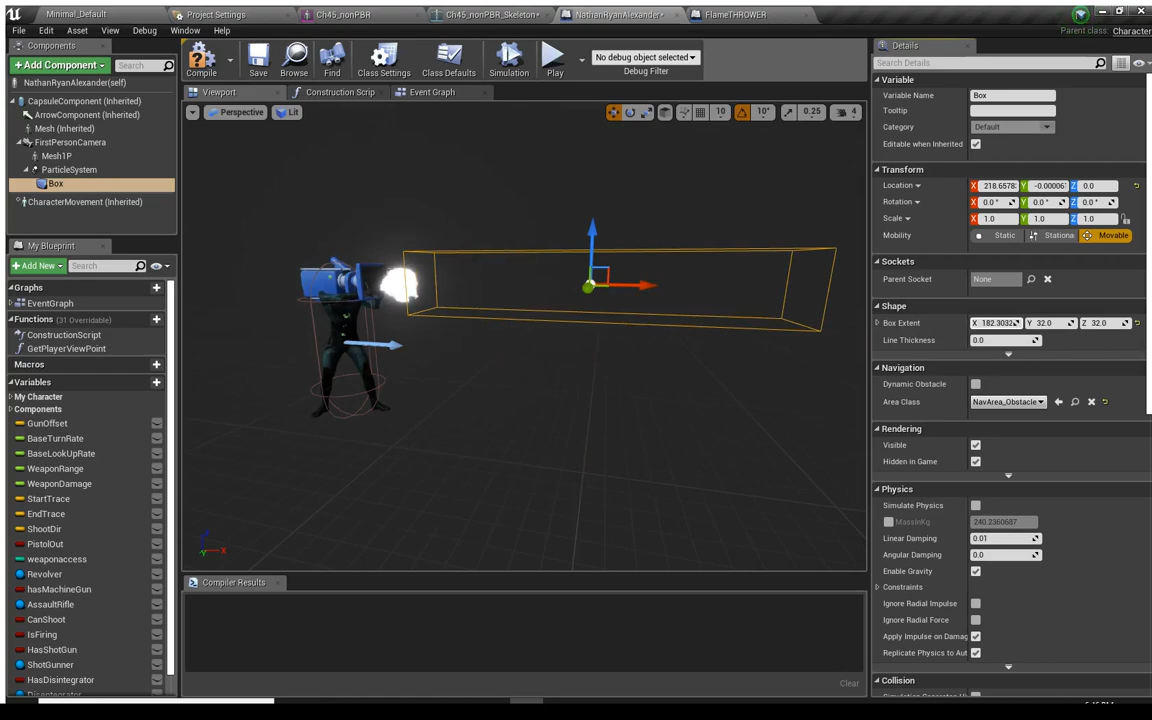 Minimal_Default
Project Settings
Ch45_nonPBR
Ch45_nonPBR_Skeleton*
NathanRyanAlexander*
FlameTHROWER
File Edit Asset View Debug Window Help
Parent class: Character
Components
+Add Component
Search
NathanRyanAlexander(self)
CapsuleComponent (Inherited)
ArrowComponent (Inherited)
Mesh (Inherited)
FirstPersonCamera
Mesh1P
ParticleSystem
Box
CharacterMovement (Inherited)
My Blueprint
+Add New
Search
Graphs
EventGraph
Functions (31 Overridable)
ConstructionScript
GetPlayerViewPoint
Macros
Variables
My Character
Components
GunOffset
BaseTurnRate
BaseLookUpRate
WeaponRange
WeaponDamage
StartTrace
EndTrace
ShootDir
PistolOut
weaponaccess
Revolver
hasMachineGun
AssaultRifle
CanShoot
IsFiring
HasShotGun
ShotGunner
HasDisintegrator
Disintegrator
Compile
Save
Browse
Find
Class Settings
Class Defaults
Simulation
Play
No debug object selected
Debug Filter
Viewport
Construction Scrip
Event Graph
Perspective
Lit
10
10°
0.25
4
Compiler Results
Clear
Details
Search Details
Variable
Variable Name Box
Tooltip
Category Default
Editable when Inherited
Transform
Location X 218.6578 Y -0.00006 Z 0.0
Rotation X 0.0 ° Y 0.0 ° Z 0.0 °
Scale X 1.0 Y 1.0 Z 1.0
Mobility Static Stationa Movable
Sockets
Parent Socket None
Shape
Box Extent X 182.3032 Y 32.0 Z 32.0
Line Thickness 0.0
Navigation
Dynamic Obstacle
Area Class NavArea_Obstacle
Rendering
Visible
Hidden in Game
Physics
Simulate Physics
MassInKg 240.2360687
Linear Damping 0.01
Angular Damping 0.0
Enable Gravity
Constraints
Ignore Radial Impulse
Ignore Radial Force
Apply Impulse on Damag
Replicate Physics to Aut
Collision